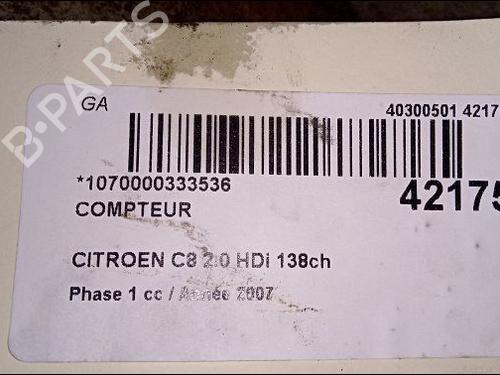 B-PARTS
GA
40300501 4217
*1070000333536
42175
COMPTEUR
CITROEN C8 2.0 HDi 138ch
Phase 1 cc / Année 2007